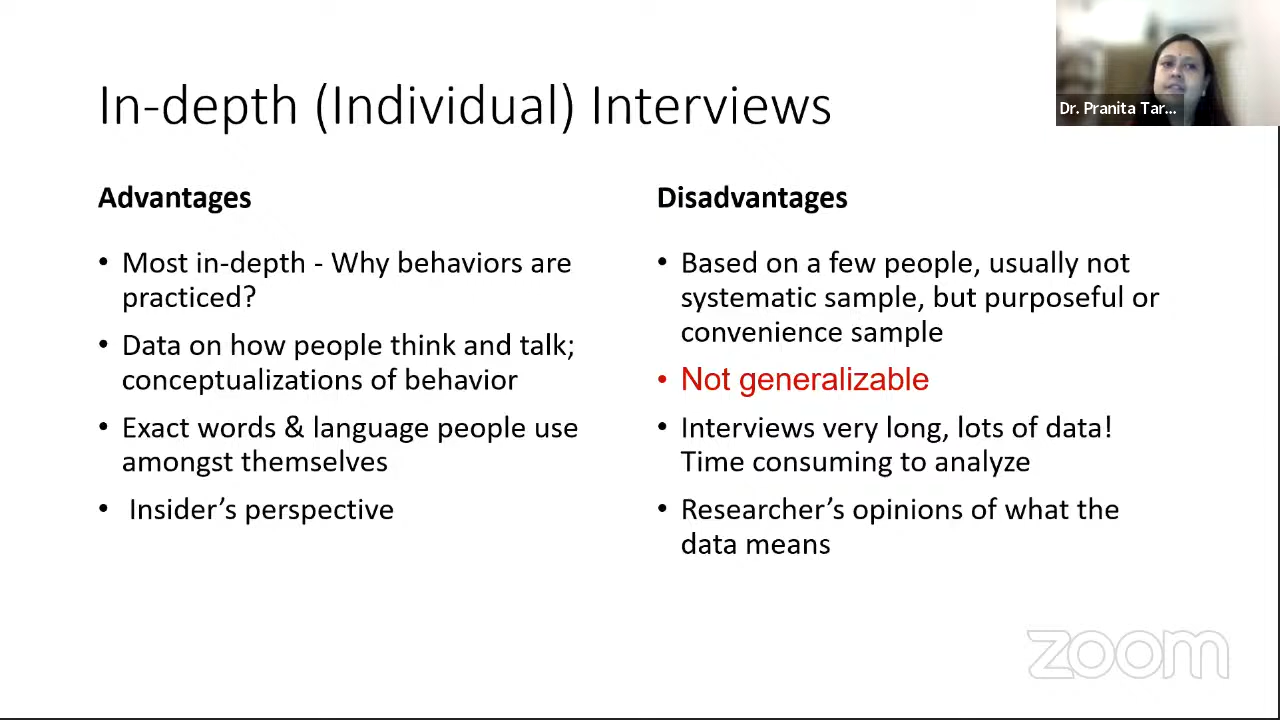 In-depth (Individual) Interviews
Dr. Pranita Tar...
Advantages
• Most in-depth - Why behaviors are
practiced?
• Data on how people think and talk;
conceptualizations of behavior
• Exact words & language people use
amongst themselves
• Insider’s perspective
Disadvantages
• Based on a few people, usually not
systematic sample, but purposeful or
convenience sample
• Not generalizable
• Interviews very long, lots of data!
Time consuming to analyze
• Researcher’s opinions of what the
data means
zoom